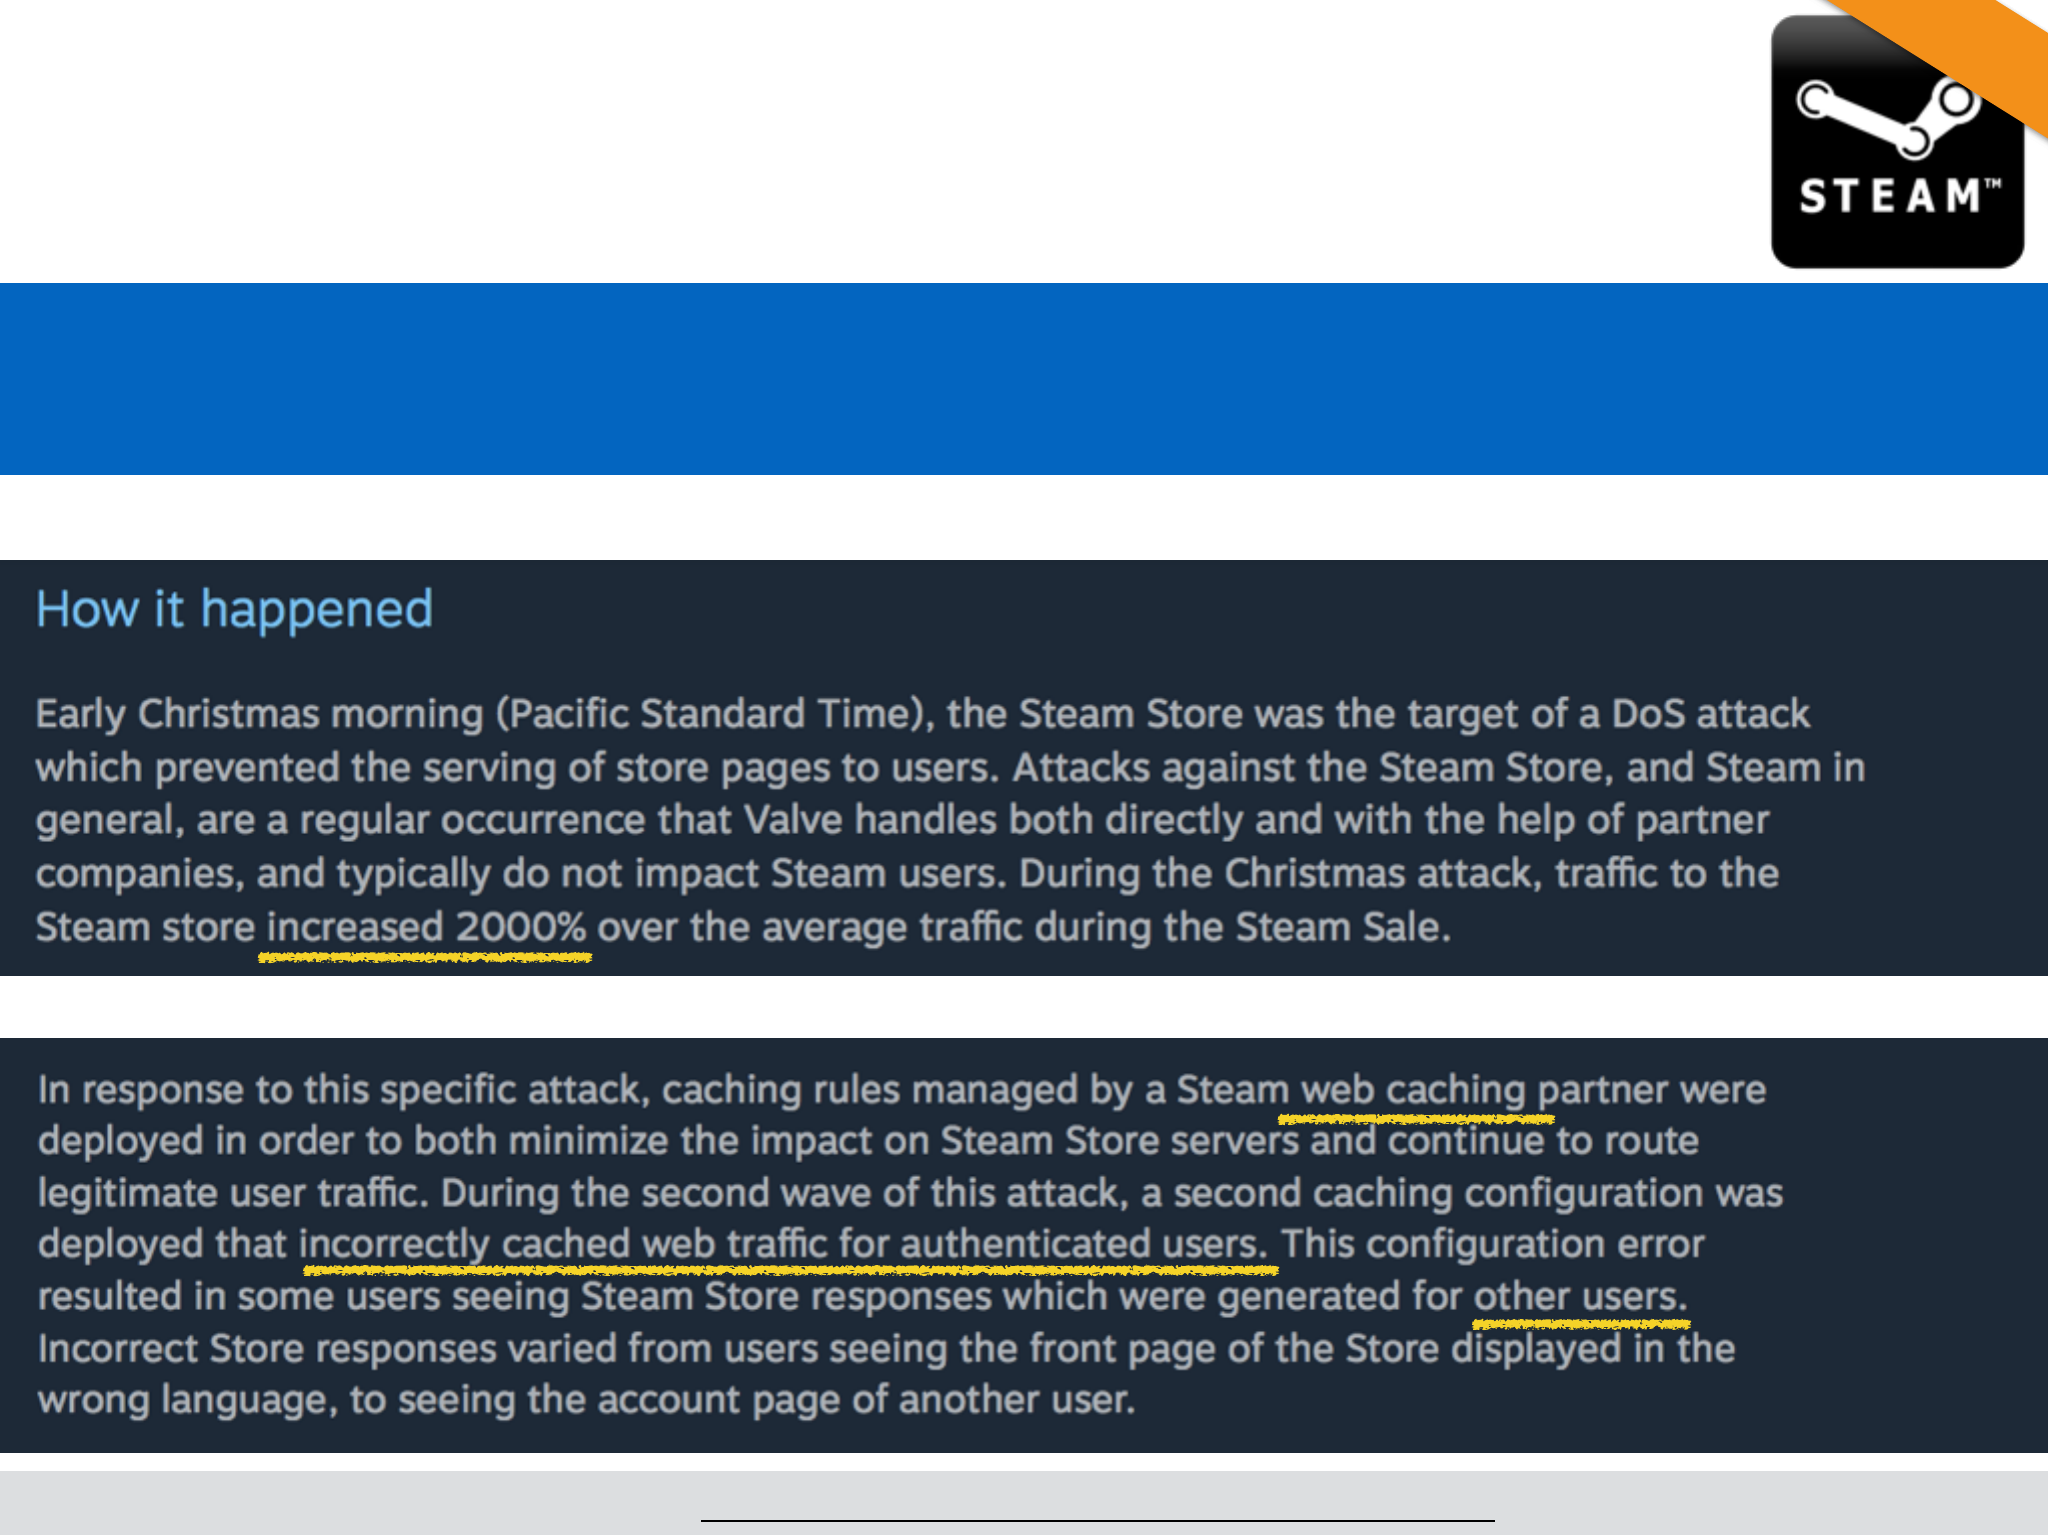 STEAM™
How it happened
Early Christmas morning (Pacific Standard Time), the Steam Store was the target of a DoS attack
which prevented the serving of store pages to users. Attacks against the Steam Store, and Steam in
general, are a regular occurrence that Valve handles both directly and with the help of partner
companies, and typically do not impact Steam users. During the Christmas attack, traffic to the
Steam store increased 2000% over the average traffic during the Steam Sale.
In response to this specific attack, caching rules managed by a Steam web caching partner were
deployed in order to both minimize the impact on Steam Store servers and continue to route
legitimate user traffic. During the second wave of this attack, a second caching configuration was
deployed that incorrectly cached web traffic for authenticated users. This configuration error
resulted in some users seeing Steam Store responses which were generated for other users.
Incorrect Store responses varied from users seeing the front page of the Store displayed in the
wrong language, to seeing the account page of another user.